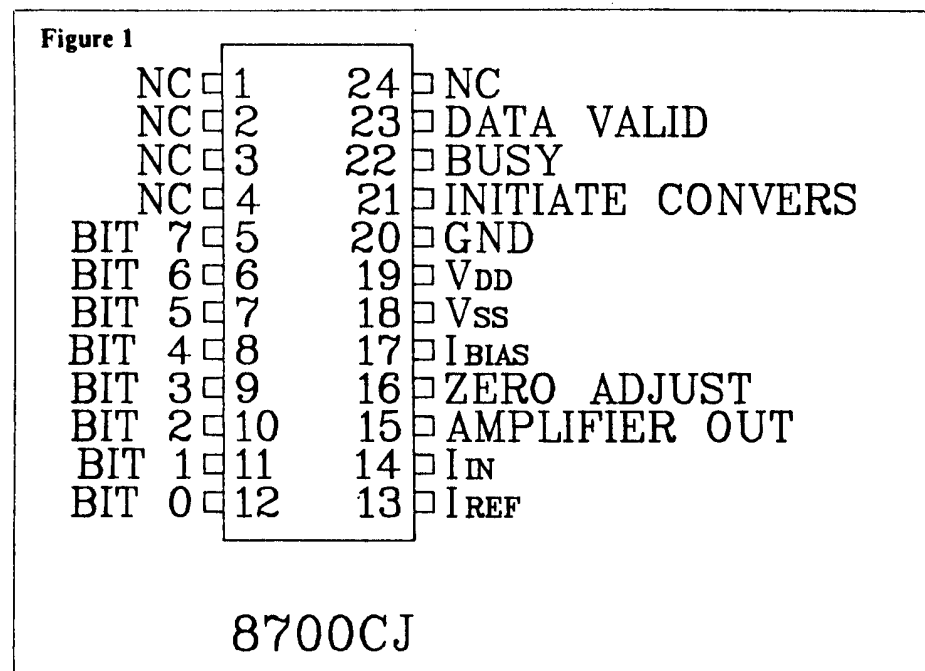 Figure 1
NC 1 24 NC
NC 2 23 DATA VALID
NC 3 22 BUSY
NC 4 21 INITIATE CONVERS
BIT 7 5 20 GND
BIT 6 6 19 VDD
BIT 5 7 18 VSS
BIT 4 8 17 IBIAS
BIT 3 9 16 ZERO ADJUST
BIT 2 10 15 AMPLIFIER OUT
BIT 1 11 14 IIN
BIT 0 12 13 IREF
8700CJ